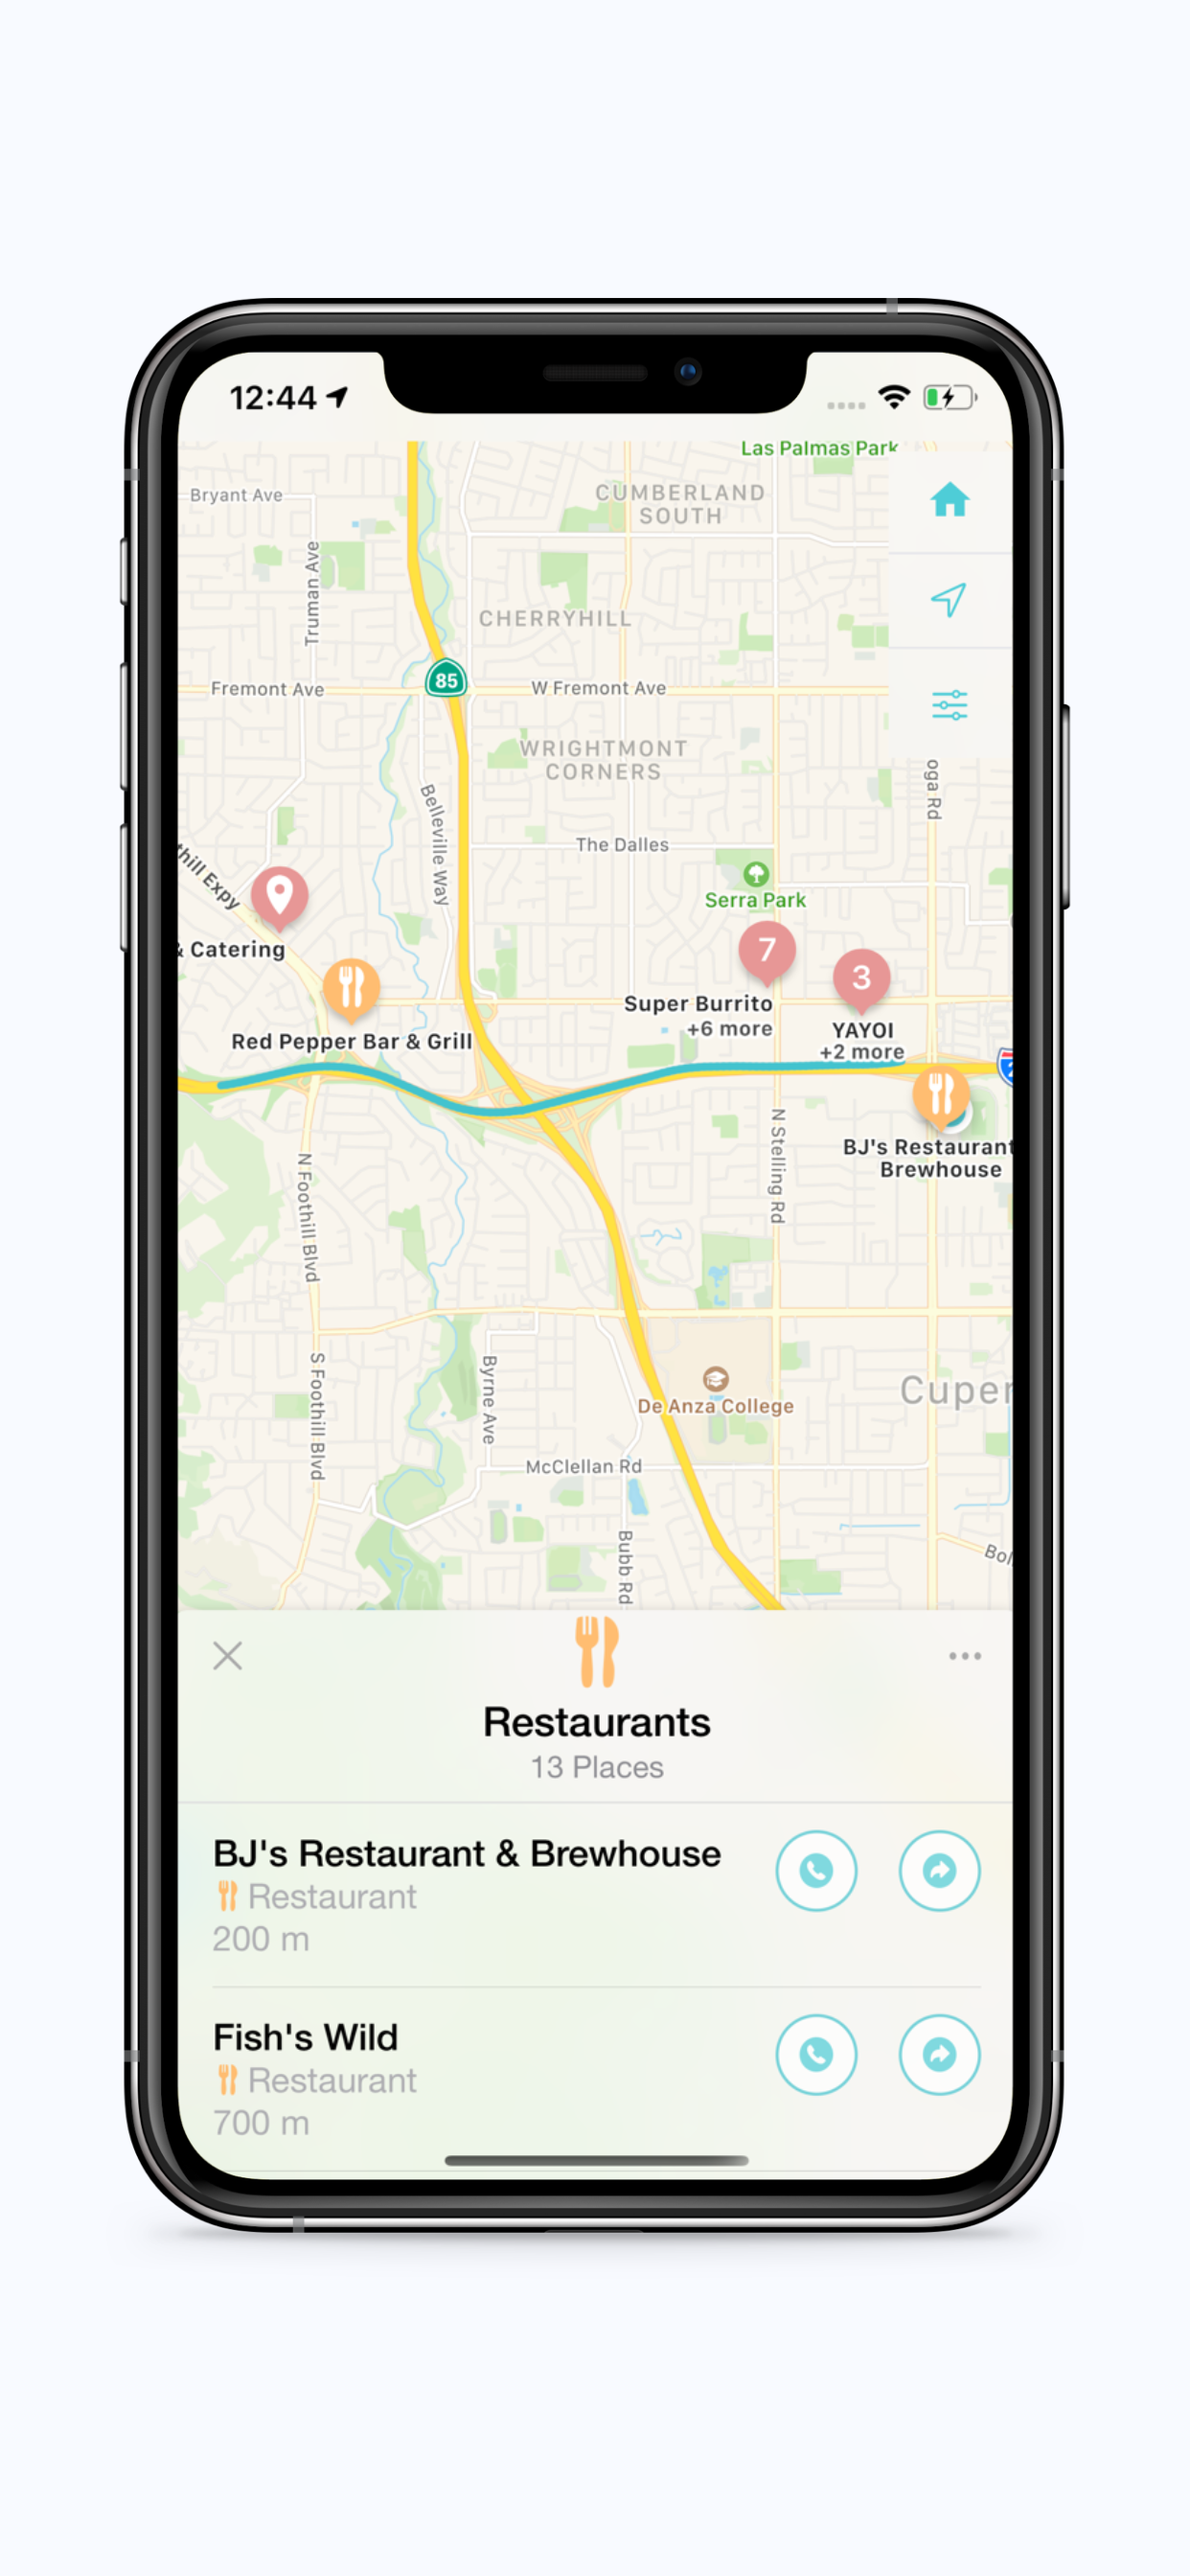 12:44
Las Palmas Park
Bryant Ave
CUMBERLAND
SOUTH
Truman Ave
CHERRYHILL
85
Fremont Ave
W Fremont Ave
WRIGHTMONT
CORNERS
oga Rd
Belleville Way
The Dalles
thill Expy
Serra Park
& Catering
7
3
Super Burrito
+6 more
YAYOI
+2 more
Red Pepper Bar & Grill
2
BJ's Restaurant
Brewhouse
N Stelling Rd
N Foothill Blvd
S Foothill Blvd
Byrne Ave
De Anza College
Cuper
McClellan Rd
Bubb Rd
Bol
Restaurants
13 Places
BJ's Restaurant & Brewhouse
Restaurant
200 m
Fish's Wild
Restaurant
700 m